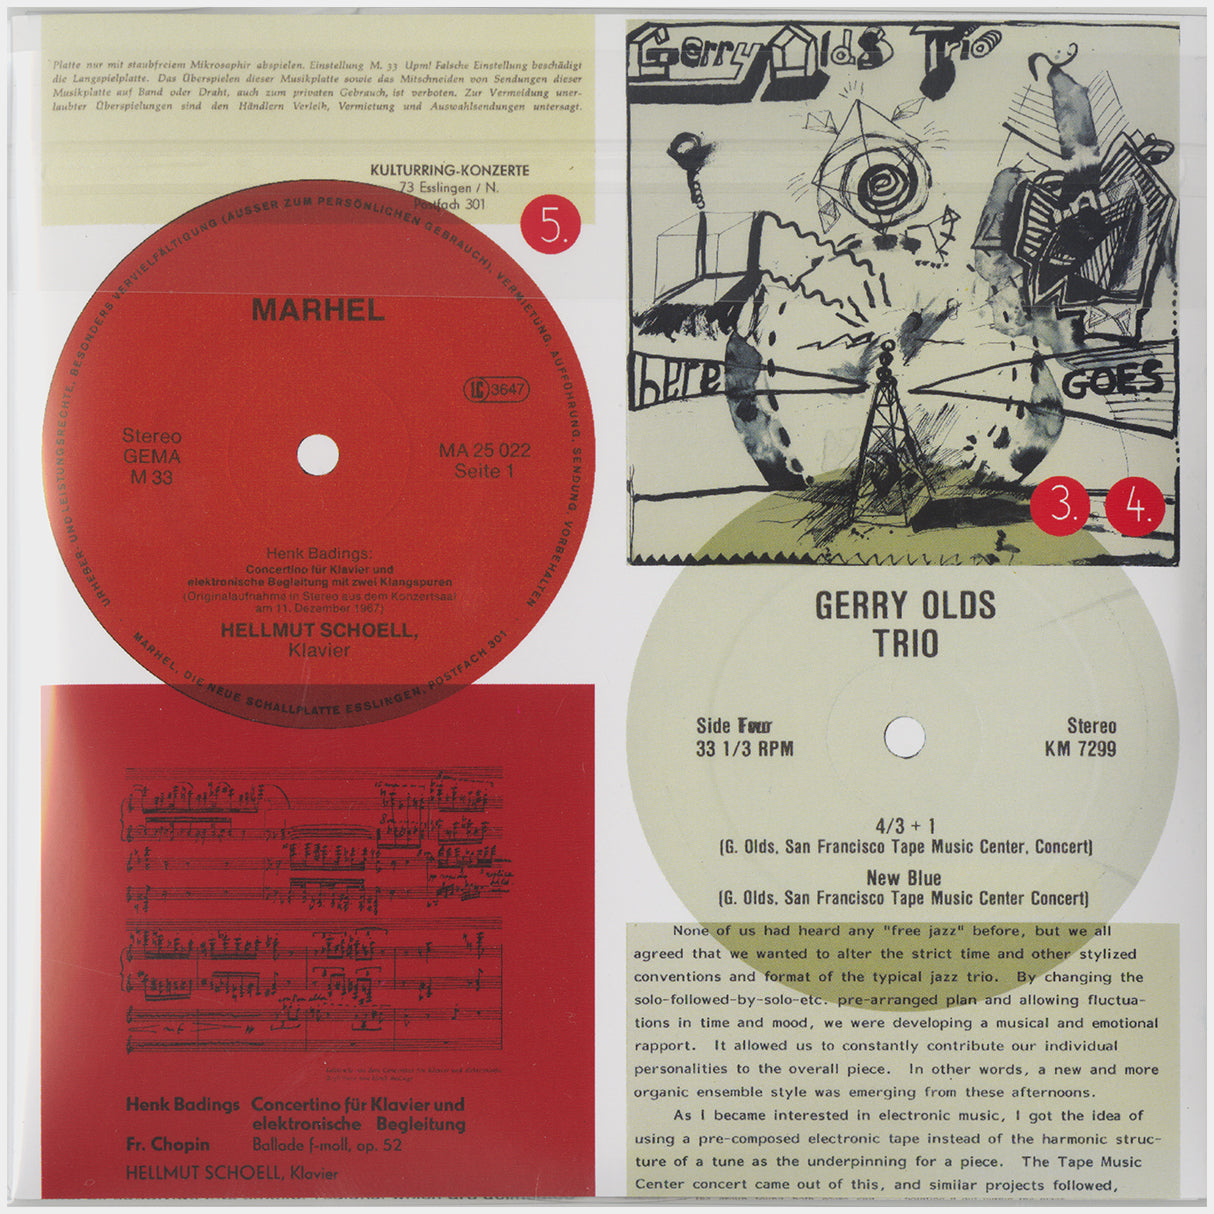 Platte nur mit staubfreiem Mikrosaphir abspielen. Einstellung M. 33 Upm! Falsche Einstellung beschädigt
die Langspielplatte. Das Überspielen dieser Musikplatte sowie das Mitschneiden von Sendungen dieser
Musikplatte auf Band oder Draht, auch zum privaten Gebrauch, ist verboten. Zur Vermeidung uner-
laubter Überspielungen sind den Händlern Verleih, Vermietung und Auswahlsendungen untersagt.
KULTURRING-KONZERTE
73 Esslingen / N.
Postfach 301
5.
URHEBER- UND LEISTUNGSRECHTE, BESONDERS VERVIELFÄLTIGUNG (AUSSER ZUM PERSÖNLICHEN GEBRAUCH), VERMIETUNG, AUFFÜHRUNG, SENDUNG, VORBEHALTEN
MARHEL
LC 3647
Stereo
GEMA
M 33
MA 25 022
Seite 1
Henk Badings:
Concertino für Klavier und
elektronische Begleitung mit zwei Klangspuren
(Originalaufnahme in Stereo aus dem Konzertsaal
am 11. Dezember 1967)
HELLMUT SCHOELL,
Klavier
MARHEL, DIE NEUE SCHALLPLATTE ESSLINGEN, POSTFACH 301
Henk Badings Concertino für Klavier und
elektronische Begleitung
Fr. Chopin Ballade f-moll, op. 52
HELLMUT SCHOELL, Klavier
Gerry Olds Trio
here GOES
3. 4.
GERRY OLDS
TRIO
Side Four
33 1/3 RPM
Stereo
KM 7299
4/3 + 1
(G. Olds, San Francisco Tape Music Center, Concert)
New Blue
(G. Olds, San Francisco Tape Music Center Concert)
None of us had heard any "free jazz" before, but we all
agreed that we wanted to alter the strict time and other stylized
conventions and format of the typical jazz trio. By changing the
solo-followed-by-solo-etc. pre-arranged plan and allowing fluctua-
tions in time and mood, we were developing a musical and emotional
rapport. It allowed us to constantly contribute our individual
personalities to the overall piece. In other words, a new and more
organic ensemble style was emerging from these afternoons.
As I became interested in electronic music, I got the idea of
using a pre-composed electronic tape instead of the harmonic struc-
ture of a tune as the underpinning for a piece. The Tape Music
Center concert came out of this, and similar projects followed,